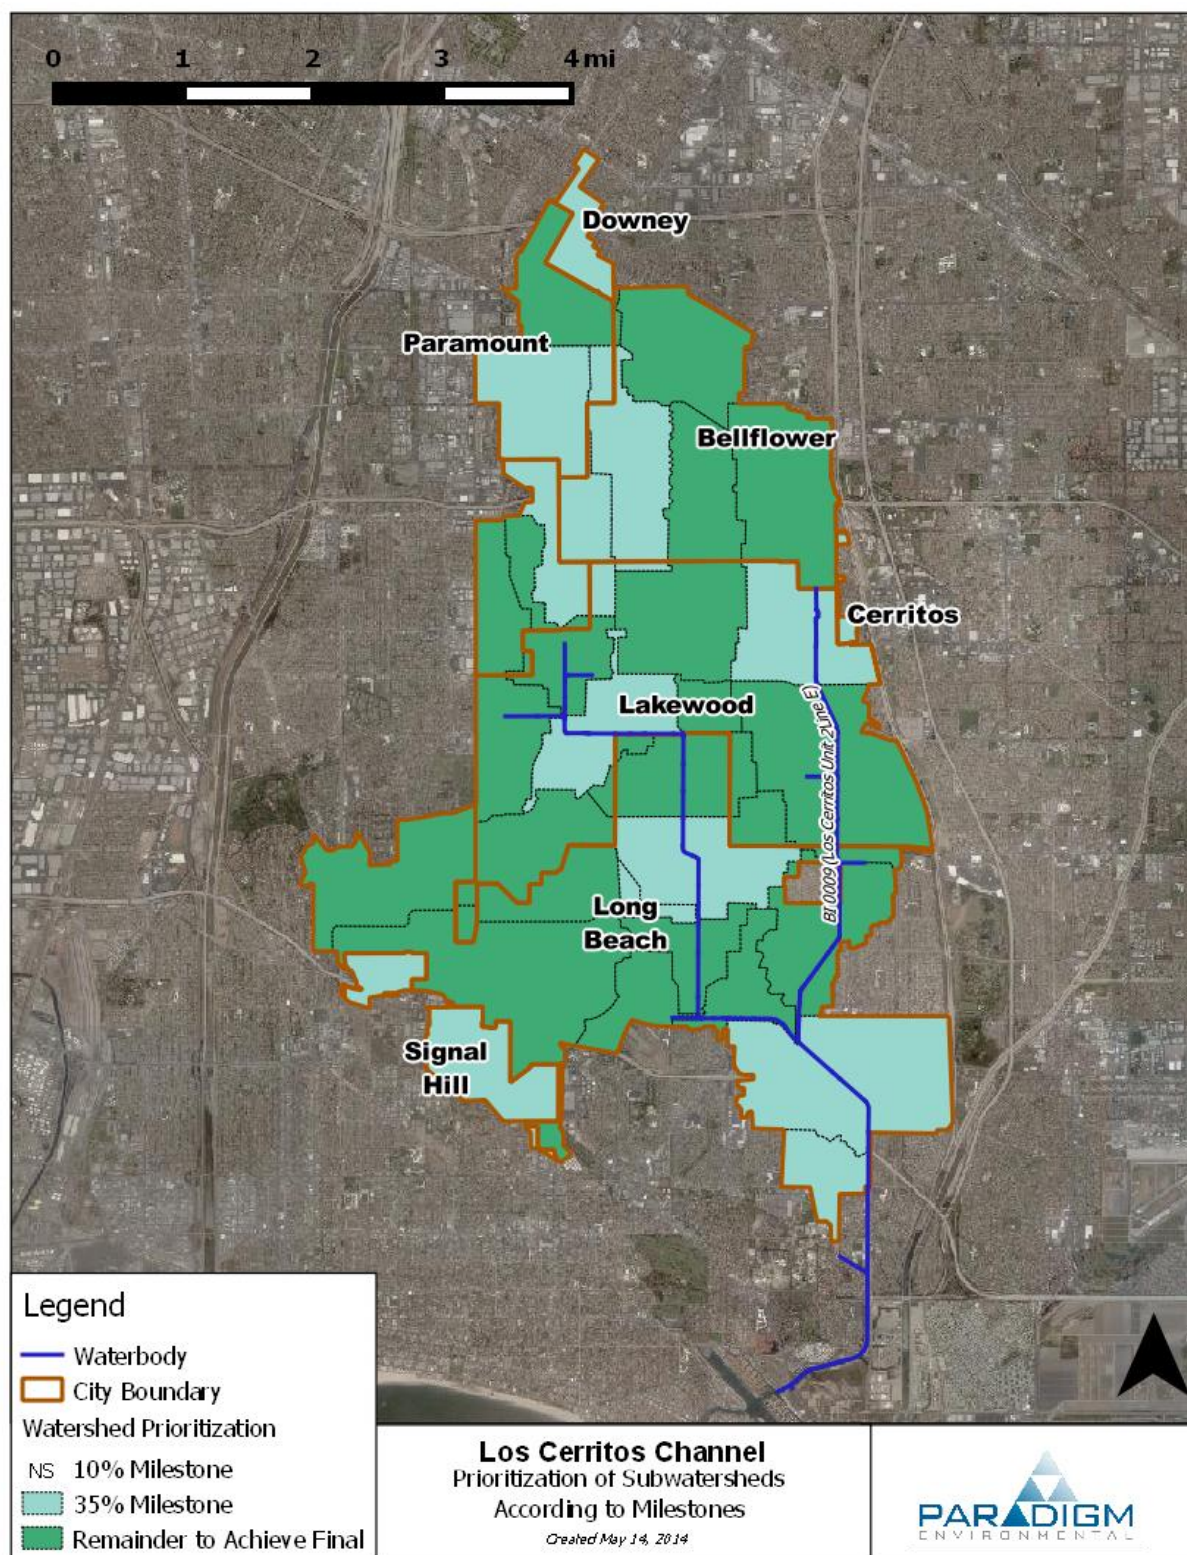 0 1 2 3 4 mi
Downey
Paramount
Bellflower
Cerritos
Lakewood
BI 0009 (Los Cerritos Unit 2 Line E)
Long
Beach
Signal
Hill
Legend
Waterbody
City Boundary
Watershed Prioritization
NS 10% Milestone
35% Milestone
Remainder to Achieve Final
Los Cerritos Channel
Prioritization of Subwatersheds
According to Milestones
Created May 14, 2014
PARADIGM
ENVIRONMENTAL